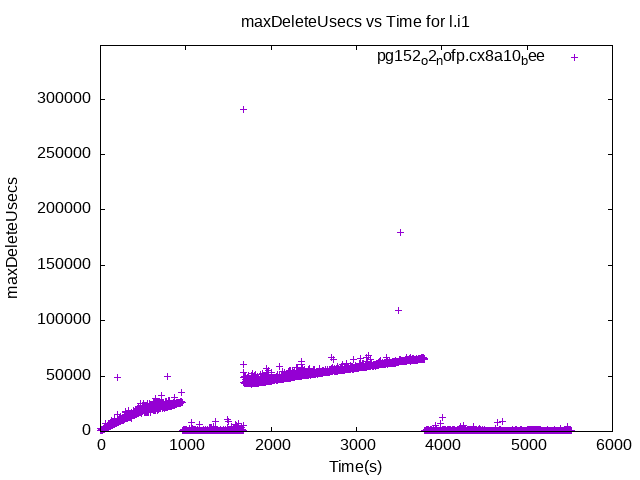 maxDeleteUsecs vs Time for l.i1
pg152o2nofp.cx8a10bee
300000
250000
200000
150000
100000
50000
0
maxDeleteUsecs
0 1000 2000 3000 4000 5000 6000
Time(s)